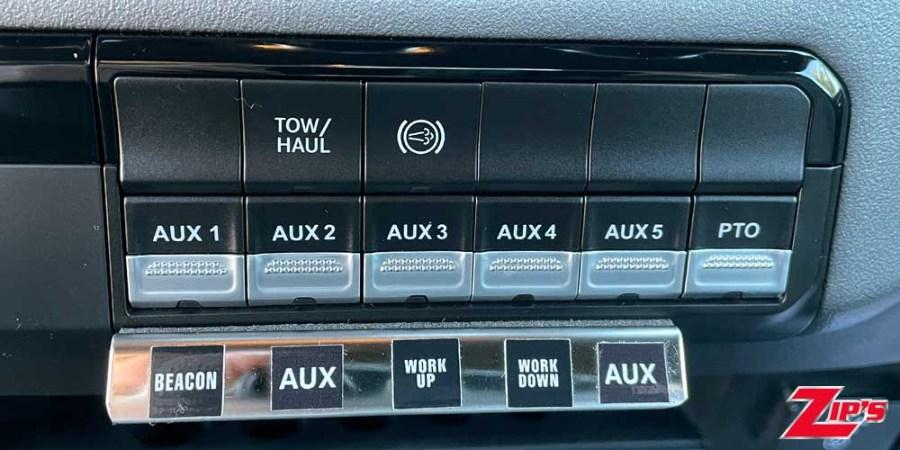 TOW/
HAUL
AUX 1 AUX 2 AUX 3 AUX 4 AUX 5 PTO
BEACON AUX WORK UP WORK DOWN AUX
ZIP'S